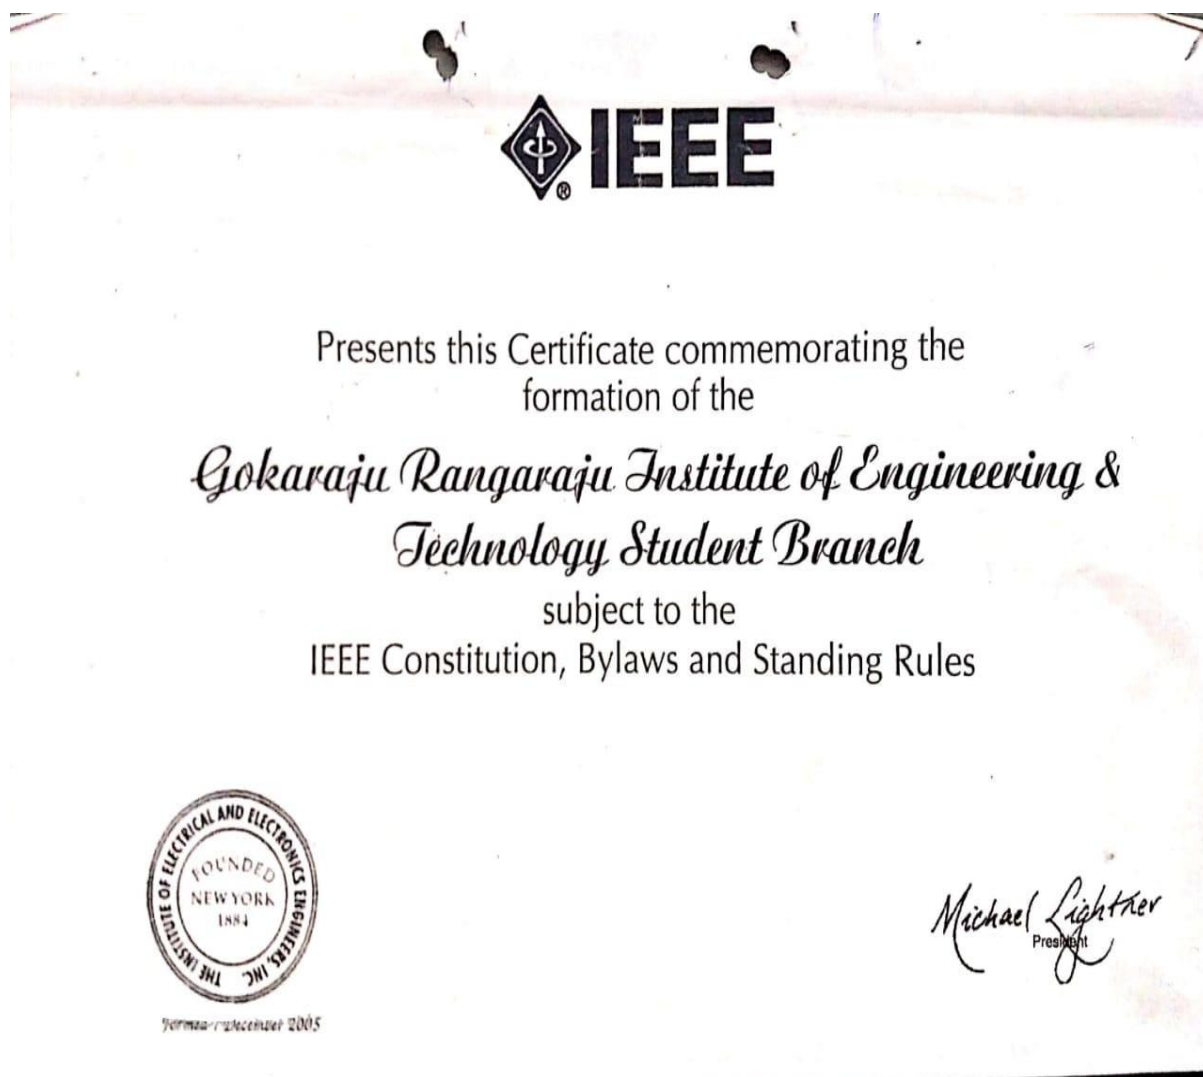 IEEE
®
Presents this Certificate commemorating the
formation of the
Gokaraju Rangaraju Institute of Engineering &
Technology Student Branch
subject to the
IEEE Constitution, Bylaws and Standing Rules
THE INSTITUTE OF ELECTRICAL AND ELECTRONICS ENGINEERS, INC.
FOUNDED
NEW YORK
1884
Michael Lightner
President
December 2005